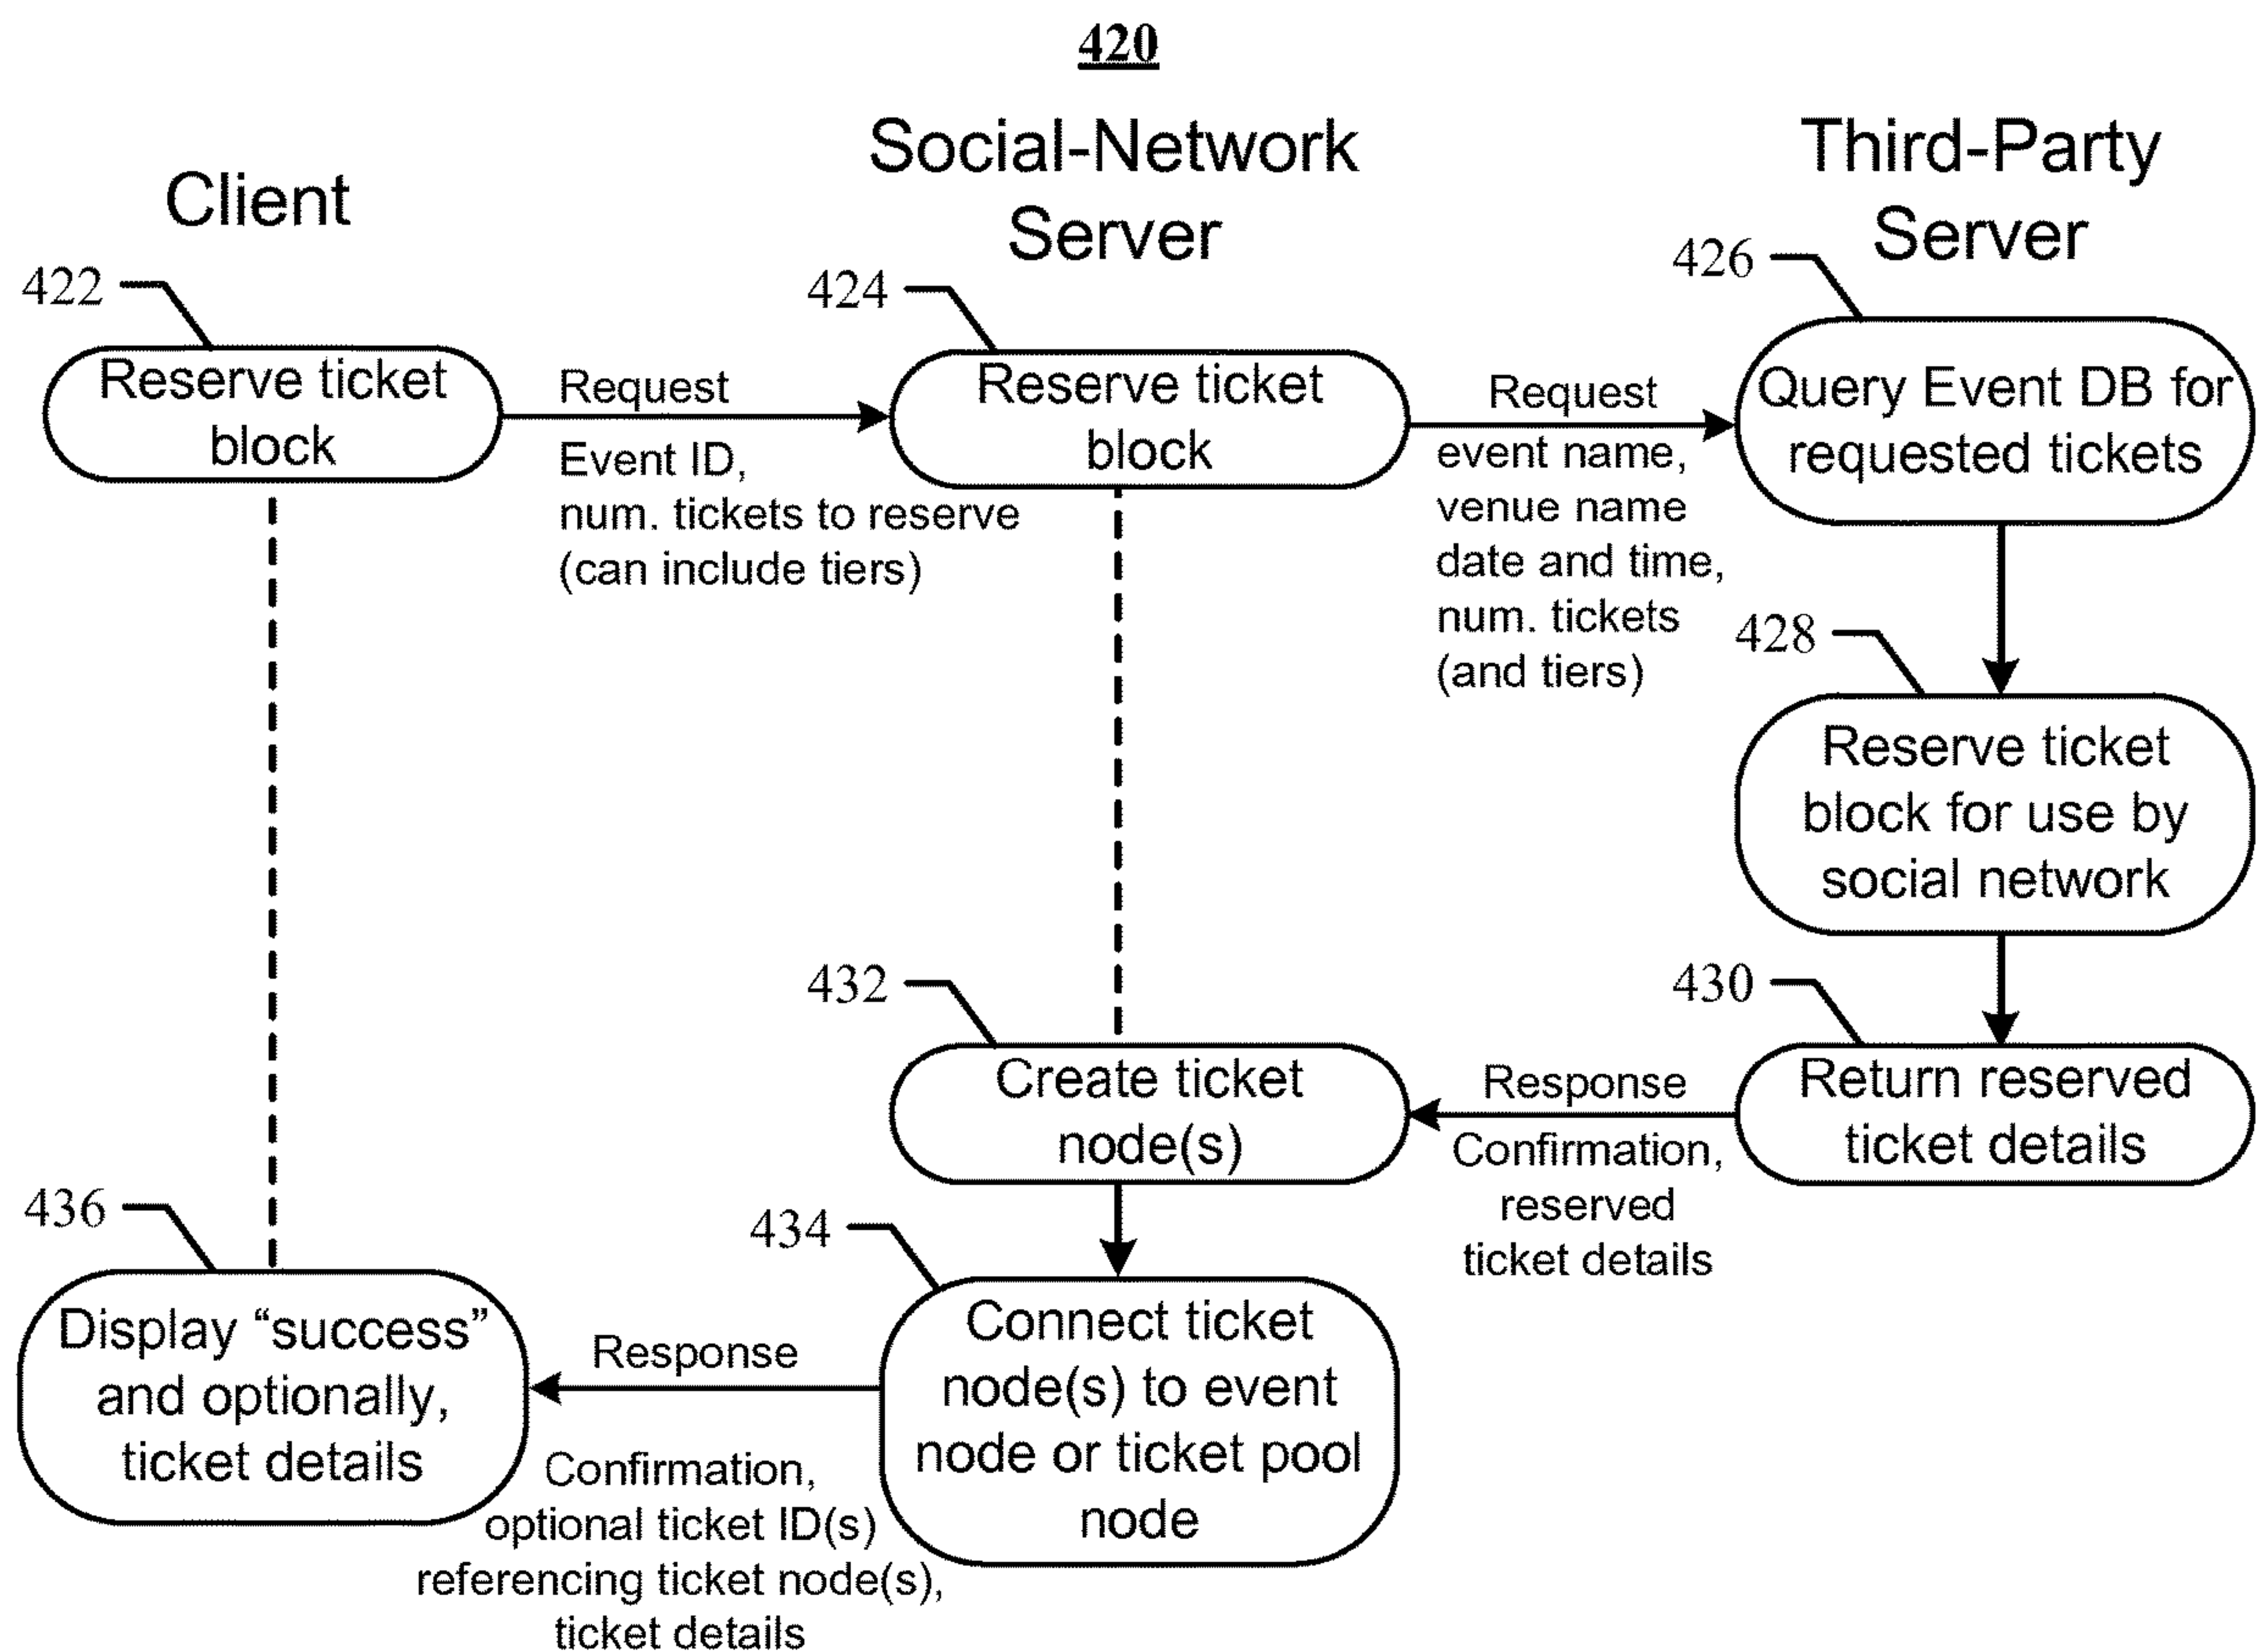 420
Client
Social-Network
Server
Third-Party
Server
422
Reserve ticket
block
Request
Event ID,
num. tickets to reserve
(can include tiers)
424
Reserve ticket
block
Request
event name,
venue name
date and time,
num. tickets
(and tiers)
426
Query Event DB for
requested tickets
428
Reserve ticket
block for use by
social network
430
Return reserved
ticket details
Response
Confirmation,
reserved
ticket details
432
Create ticket
node(s)
434
Connect ticket
node(s) to event
node or ticket pool
node
Response
Confirmation,
optional ticket ID(s)
referencing ticket node(s),
ticket details
436
Display “success”
and optionally,
ticket details